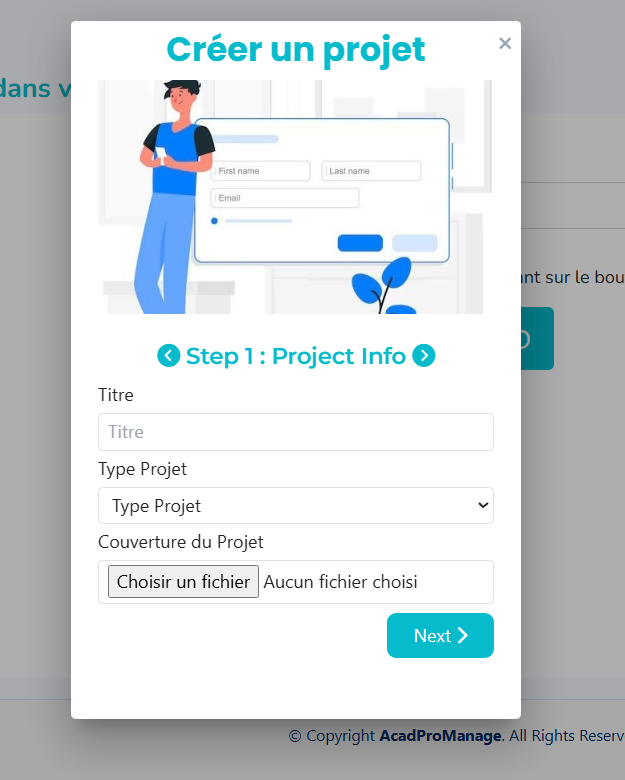 Créer un projet
×
dans v
First name
Last name
Email
ant sur le bou
Step 1 : Project Info
Titre
Titre
Type Projet
Type Projet
Couverture du Projet
Choisir un fichier Aucun fichier choisi
Next
© Copyright AcadProManage. All Rights Reserv